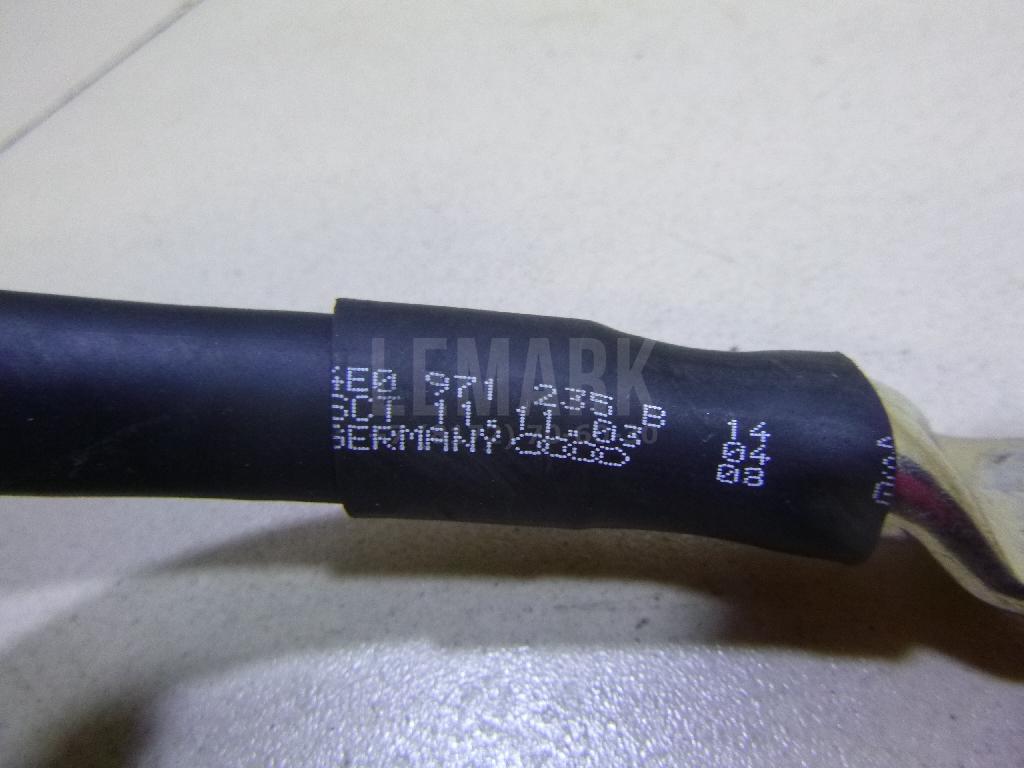 4E0 971 235 B
SCT 11.11.03
GERMANY
14
04
08
LEMARK